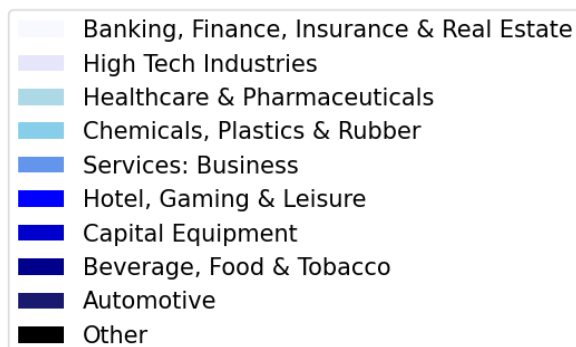 Banking, Finance, Insurance & Real Estate
High Tech Industries
Healthcare & Pharmaceuticals
Chemicals, Plastics & Rubber
Services: Business
Hotel, Gaming & Leisure
Capital Equipment
Beverage, Food & Tobacco
Automotive
Other